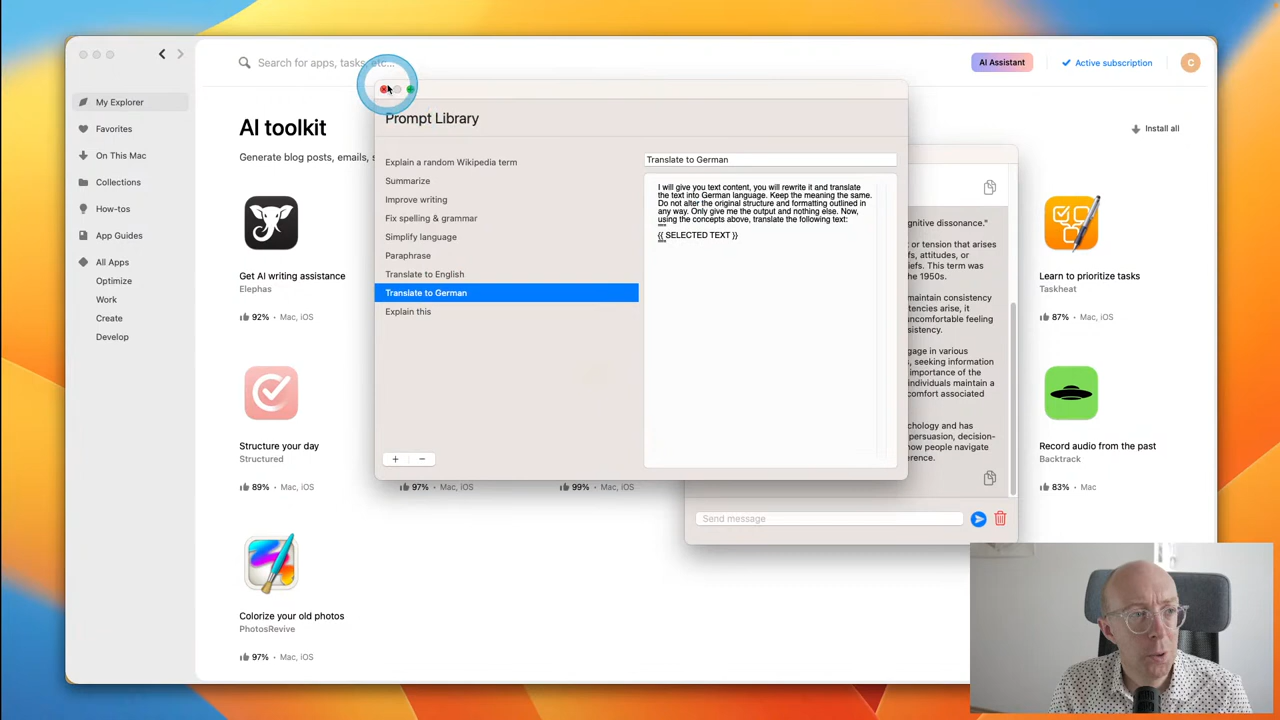 Search for apps, tasks, etc...
AI Assistant
Active subscription
C
My Explorer
Favorites
On This Mac
Collections
How-tos
App Guides
All Apps
Optimize
Work
Create
Develop
AI toolkit
Install all
Generate blog posts, emails, s
Get AI writing assistance
Elephas
92% • Mac, iOS
Learn to prioritize tasks
Taskheat
87% • Mac, iOS
Structure your day
Structured
89% • Mac, iOS
97% • Mac, iOS
99% • Mac, iOS
Record audio from the past
Backtrack
83% • Mac
Colorize your old photos
PhotosRevive
97% • Mac, iOS
Prompt Library
Explain a random Wikipedia term
Summarize
Improve writing
Fix spelling & grammar
Simplify language
Paraphrase
Translate to English
Translate to German
Explain this
+ −
Translate to German
I will give you text content, you will rewrite it and translate
the text into German language. Keep the meaning the same.
Do not alter the original structure and formatting outlined in
any way. Only give me the output and nothing else. Now,
using the concepts above, translate the following text:
"""
{{ SELECTED TEXT }}
"""
gnitive dissonance."
or tension that arises
fs, attitudes, or
iefs. This term was
he 1950s.
maintain consistency
tencies arise, it
uncomfortable feeling
sistency.
gage in various
, seeking information
importance of the
individuals maintain a
comfort associated
chology and has
persuasion, decision-
how people navigate
erence.
Send message